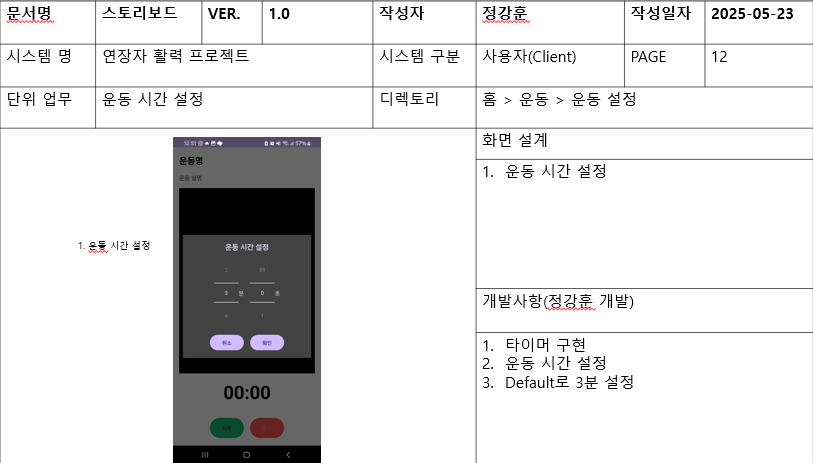 문서명 스토리보드 VER. 1.0 작성자 정강훈 작성일자 2025-05-23
시스템 명 연장자 활력 프로젝트 시스템 구분 사용자(Client) PAGE 12
단위 업무 운동 시간 설정 디렉토리 홈 > 운동 > 운동 설정
1. 운동 시간 설정
12:51 57%
운동명
운동 설명
운동 시간 설정
2 59
3 분 0 초
4 1
취소 확인
00:00
화면 설계
1. 운동 시간 설정
개발사항(정강훈 개발)
1. 타이머 구현
2. 운동 시간 설정
3. Default로 3분 설정